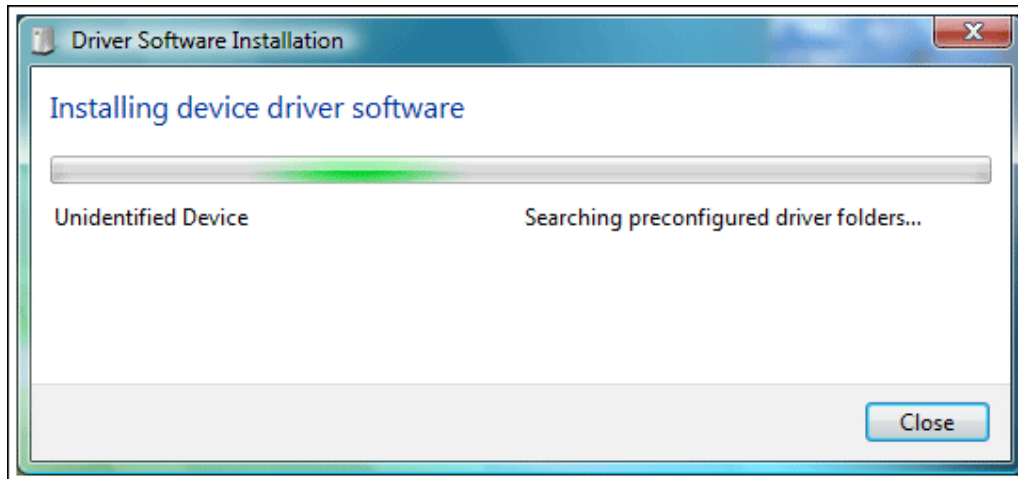 Driver Software Installation
Installing device driver software
Unidentified Device
Searching preconfigured driver folders...
Close